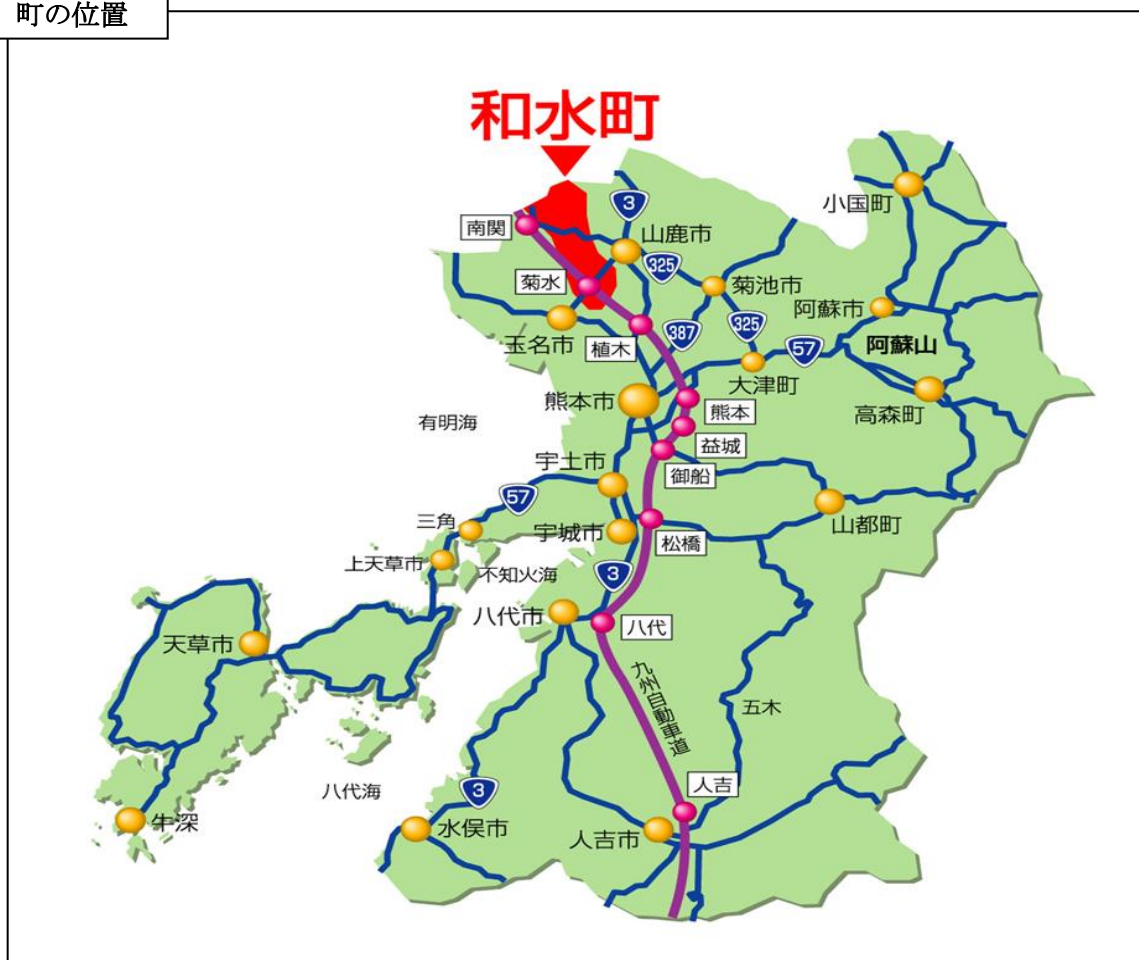 町の位置
和水町
小国町
3
南関
山鹿市
325
菊水
菊池市
阿蘇市
玉名市
植木
387
325
57
阿蘇山
大津町
熊本市
熊本
高森町
有明海
益城
宇土市
御船
57
三角
宇城市
松橋
山都町
上天草市
不知火海
3
八代市
八代
天草市
九州自動車道
五木
人吉
八代海
3
牛深
水俣市
人吉市